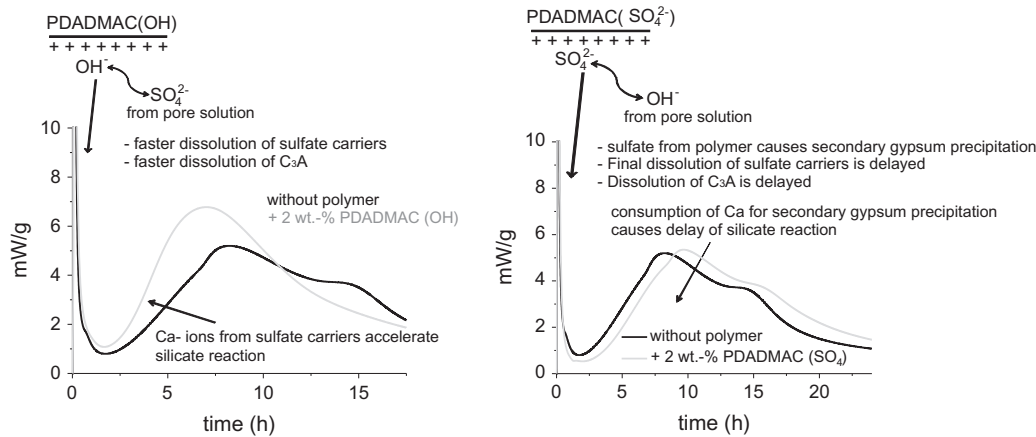 PDADMAC(OH)
+ + + + + + + +
OH⁻
SO₄²⁻
from pore solution
- faster dissolution of sulfate carriers
- faster dissolution of C₃A
without polymer
+ 2 wt.-% PDADMAC (OH)
Ca- ions from sulfate carriers accelerate
silicate reaction
mW/g
10
8
6
4
2
0
0
5
10
15
time (h)
PDADMAC( SO₄²⁻)
+ + + + + + + +
SO₄²⁻
OH⁻
from pore solution
- sulfate from polymer causes secondary gypsum precipitation
- Final dissolution of sulfate carriers is delayed
- Dissolution of C₃A is delayed
consumption of Ca for secondary gypsum precipitation
causes delay of silicate reaction
without polymer
+ 2 wt.-% PDADMAC (SO₄)
mW/g
10
8
6
4
2
0
0
5
10
15
20
time (h)